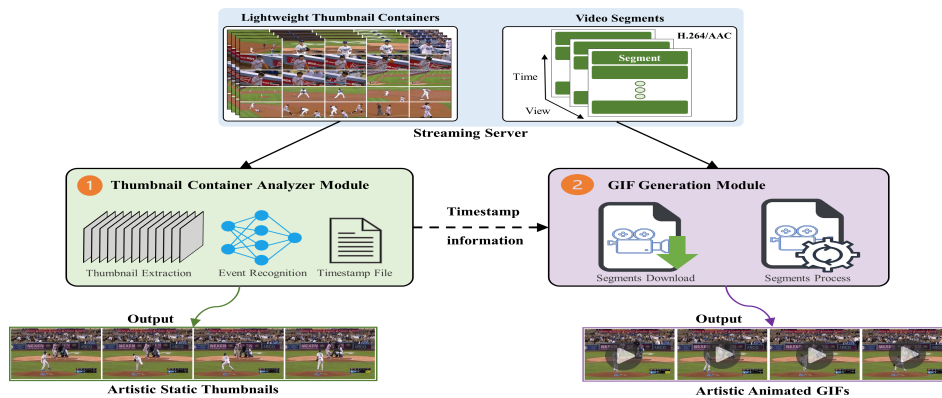 Lightweight Thumbnail Containers
Video Segments
H.264/AAC
Segment
Time
View
Streaming Server
1 Thumbnail Container Analyzer Module
Thumbnail Extraction
Event Recognition
Timestamp File
Timestamp
information
2 GIF Generation Module
Segments Download
Segments Process
Output
Artistic Static Thumbnails
Output
Artistic Animated GIFs